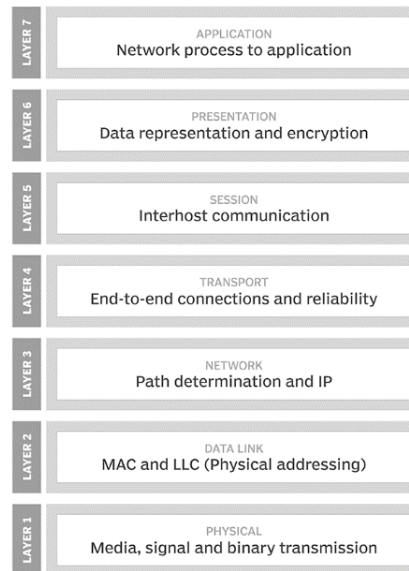 LAYER 7
APPLICATION
Network process to application
LAYER 6
PRESENTATION
Data representation and encryption
LAYER 5
SESSION
Interhost communication
LAYER 4
TRANSPORT
End-to-end connections and reliability
LAYER 3
NETWORK
Path determination and IP
LAYER 2
DATA LINK
MAC and LLC (Physical addressing)
LAYER 1
PHYSICAL
Media, signal and binary transmission